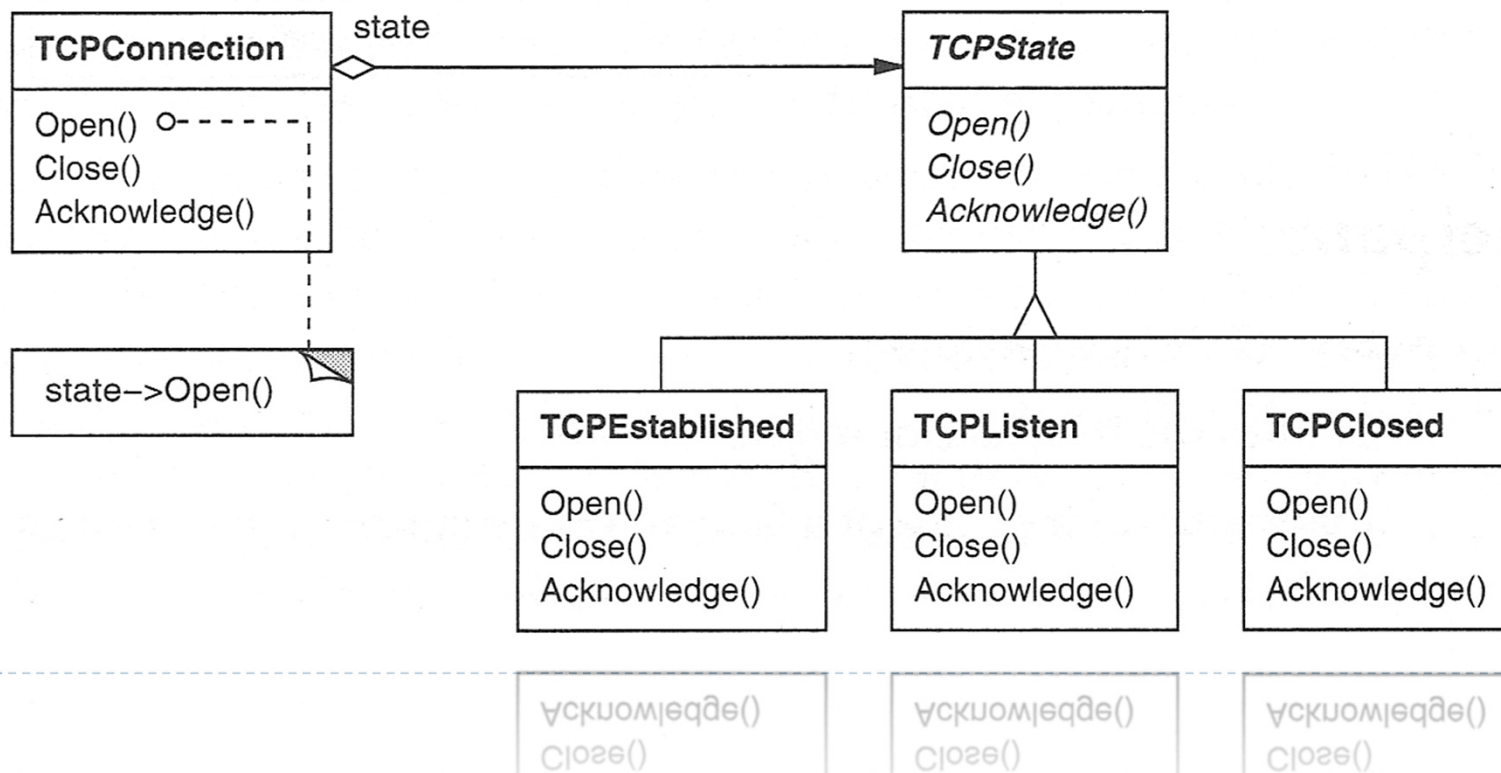 TCPConnection
Open()
Close()
Acknowledge()
state
TCPState
Open()
Close()
Acknowledge()
state–>Open()
TCPEstablished
Open()
Close()
Acknowledge()
TCPListen
Open()
Close()
Acknowledge()
TCPClosed
Open()
Close()
Acknowledge()
Acknowledge()
Close()
Acknowledge()
Close()
Acknowledge()
Close()